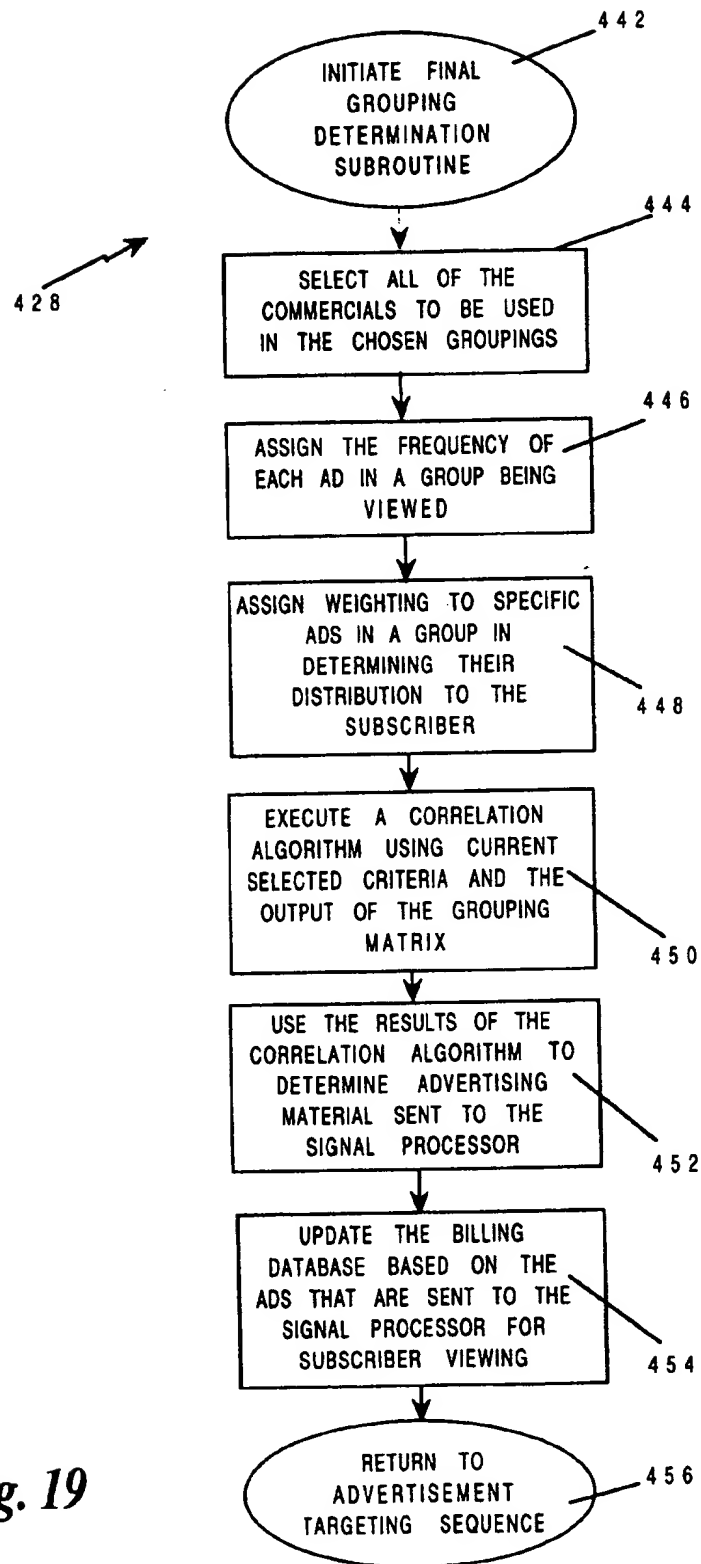 442
INITIATE FINAL
GROUPING
DETERMINATION
SUBROUTINE
444
428
SELECT ALL OF THE
COMMERCIALS TO BE USED
IN THE CHOSEN GROUPINGS
446
ASSIGN THE FREQUENCY OF
EACH AD IN A GROUP BEING
VIEWED
ASSIGN WEIGHTING TO SPECIFIC
ADS IN A GROUP IN
DETERMINING THEIR
DISTRIBUTION TO THE
SUBSCRIBER
448
EXECUTE A CORRELATION
ALGORITHM USING CURRENT
SELECTED CRITERIA AND THE
OUTPUT OF THE GROUPING
MATRIX
450
USE THE RESULTS OF THE
CORRELATION ALGORITHM TO
DETERMINE ADVERTISING
MATERIAL SENT TO THE
SIGNAL PROCESSOR
452
UPDATE THE BILLING
DATABASE BASED ON THE
ADS THAT ARE SENT TO THE
SIGNAL PROCESSOR FOR
SUBSCRIBER VIEWING
454
RETURN TO
ADVERTISEMENT
TARGETING SEQUENCE
456
g. 19